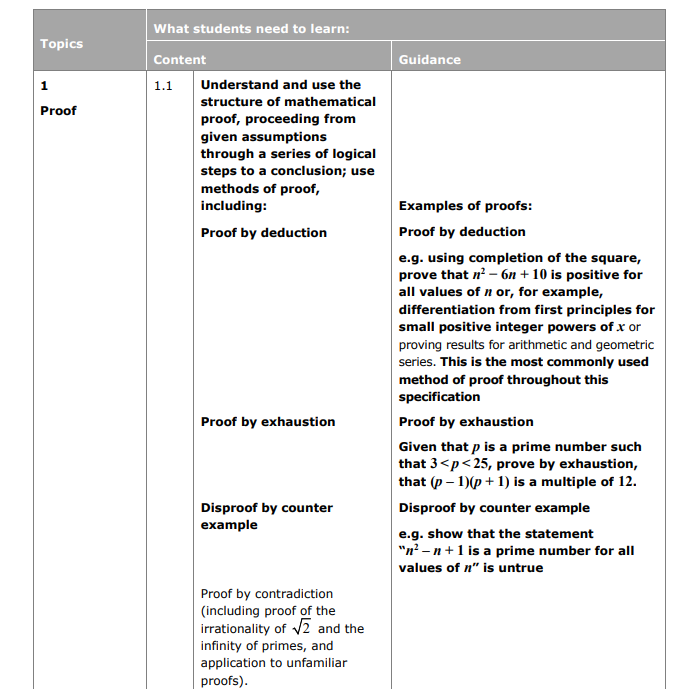 What students need to learn:
Topics
Content
Guidance
1
Proof
1.1
Understand and use the
structure of mathematical
proof, proceeding from
given assumptions
through a series of logical
steps to a conclusion; use
methods of proof,
including:
Proof by deduction
Examples of proofs:
Proof by deduction
e.g. using completion of the square,
prove that n² − 6n + 10 is positive for
all values of n or, for example,
differentiation from first principles for
small positive integer powers of x or
proving results for arithmetic and geometric
series. This is the most commonly used
method of proof throughout this
specification
Proof by exhaustion
Proof by exhaustion
Given that p is a prime number such
that 3 < p < 25, prove by exhaustion,
that (p – 1)(p + 1) is a multiple of 12.
Disproof by counter
example
Disproof by counter example
e.g. show that the statement
“n² – n + 1 is a prime number for all
values of n” is untrue
Proof by contradiction
(including proof of the
irrationality of √2 and the
infinity of primes, and
application to unfamiliar
proofs).